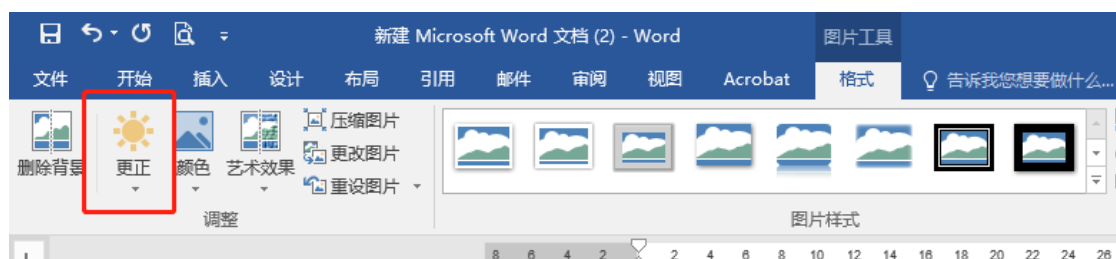 新建 Microsoft Word 文档 (2) - Word 图片工具
文件 开始 插入 设计 布局 引用 邮件 审阅 视图 Acrobat 格式 告诉我您想要做什么...
删除背景 更正 颜色 艺术效果
压缩图片
更改图片
重设图片
调整 图片样式
L 8 6 4 2 2 4 6 8 10 12 14 16 18 20 22 24 26